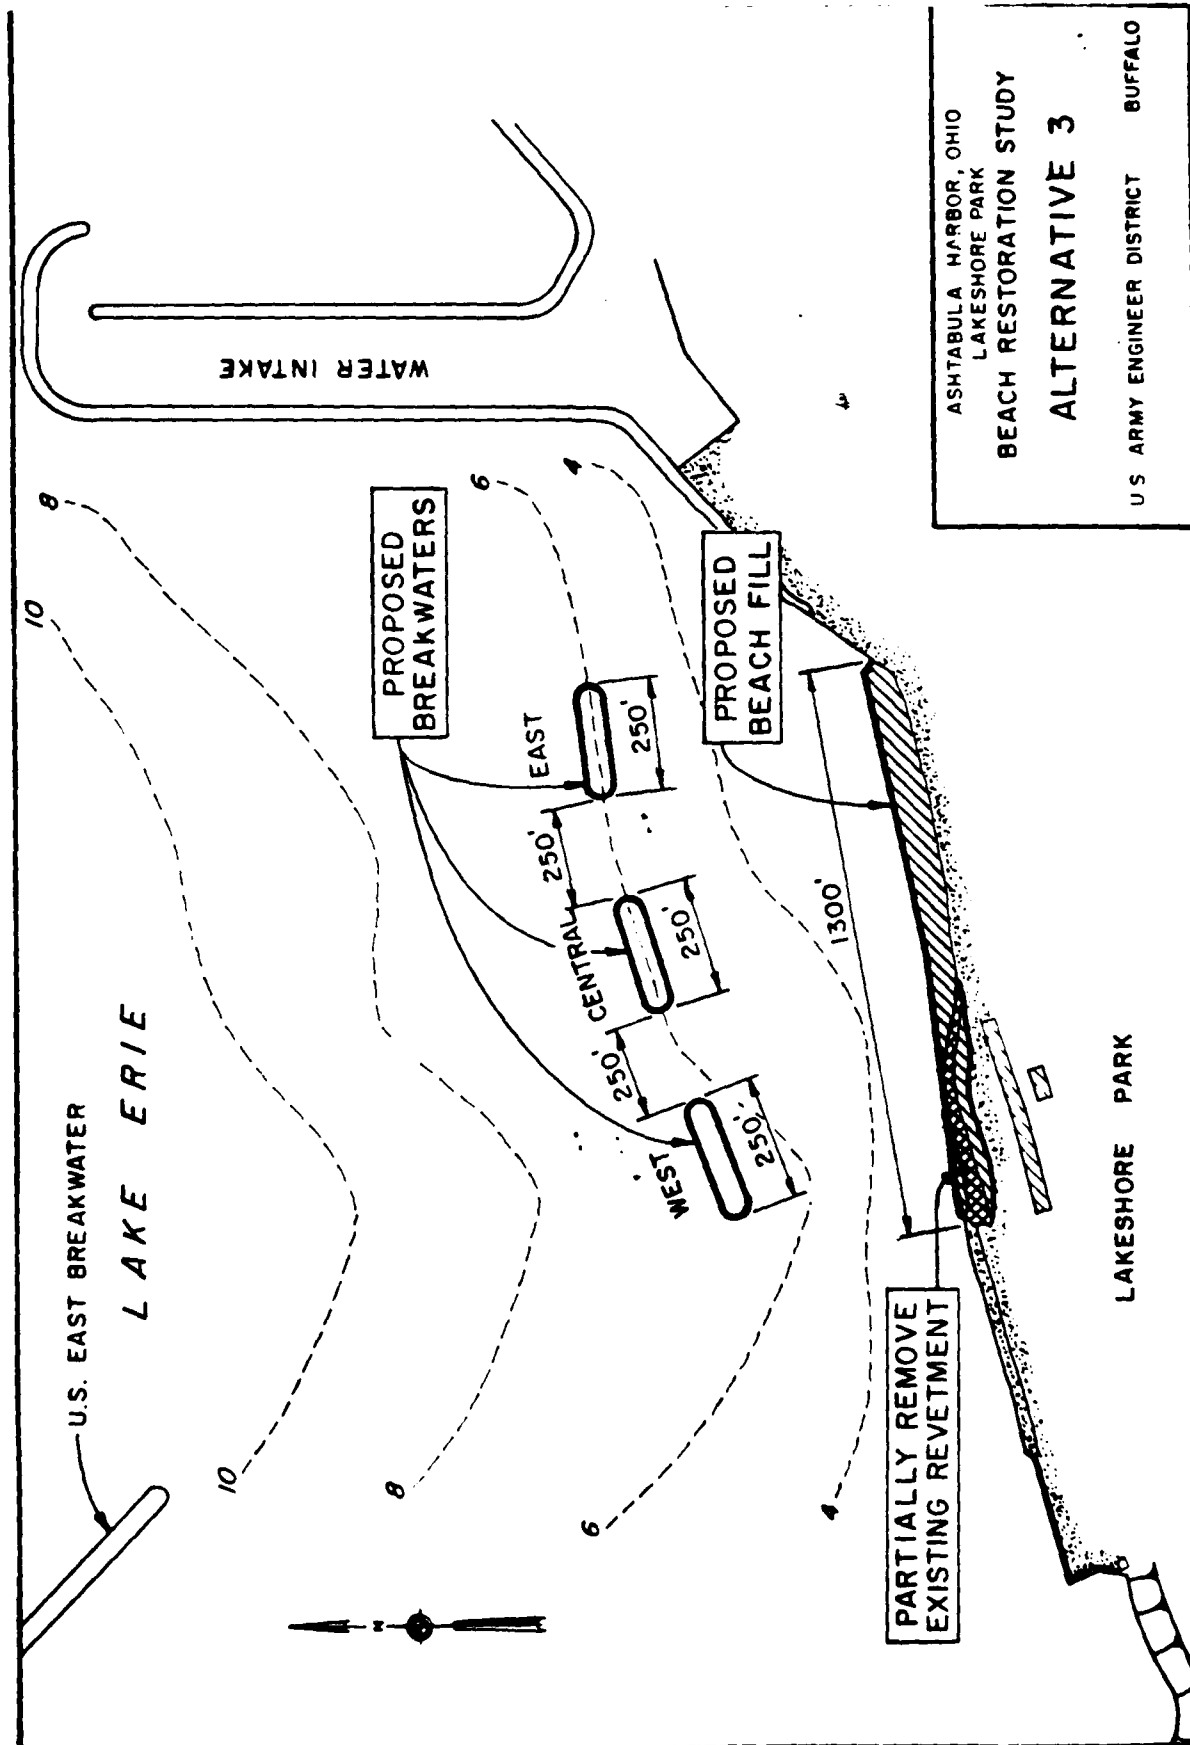 U.S. EAST BREAKWATER
LAKE ERIE
10
8
6
4
10
8
6
4
WATER INTAKE
PROPOSED
BREAKWATERS
WEST
CENTRAL
EAST
250'
250'
250'
250'
250'
PROPOSED
BEACH FILL
1300'
PARTIALLY REMOVE
EXISTING REVETMENT
LAKESHORE PARK
Z
ASHTABULA HARBOR, OHIO
LAKESHORE PARK
BEACH RESTORATION STUDY
ALTERNATIVE 3
U S ARMY ENGINEER DISTRICT BUFFALO